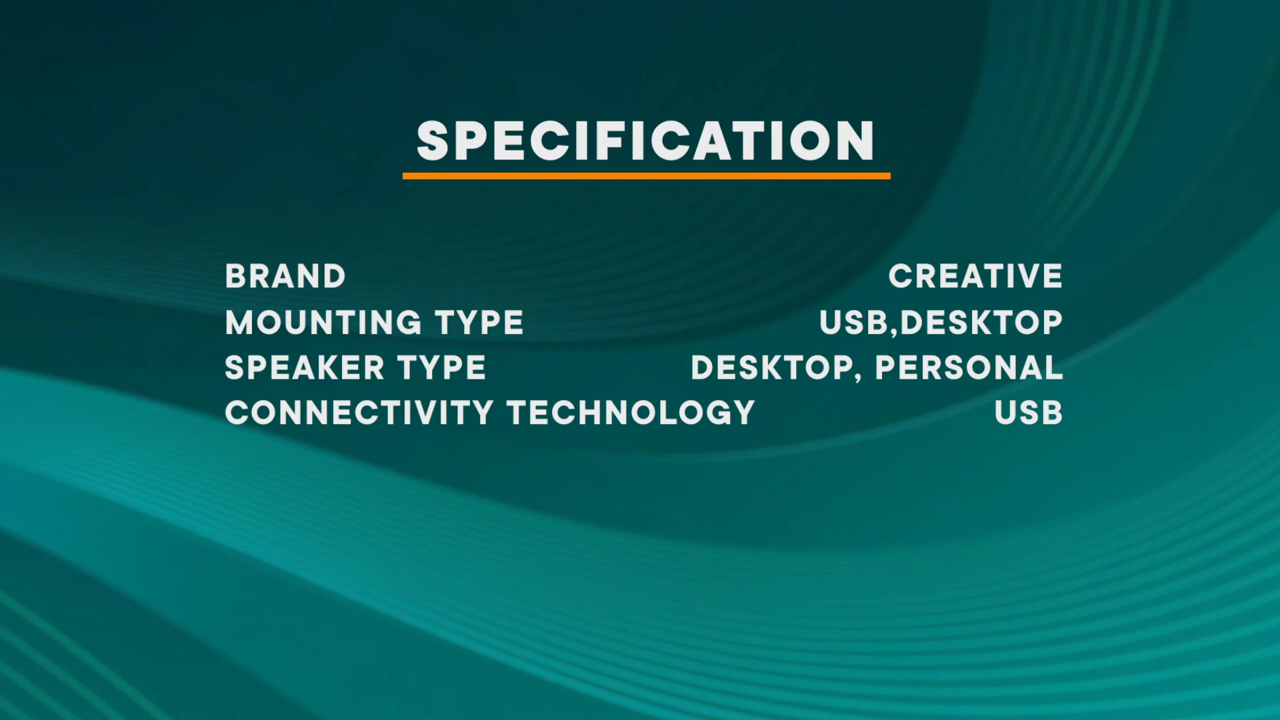 SPECIFICATION
BRAND CREATIVE
MOUNTING TYPE USB,DESKTOP
SPEAKER TYPE DESKTOP, PERSONAL
CONNECTIVITY TECHNOLOGY USB